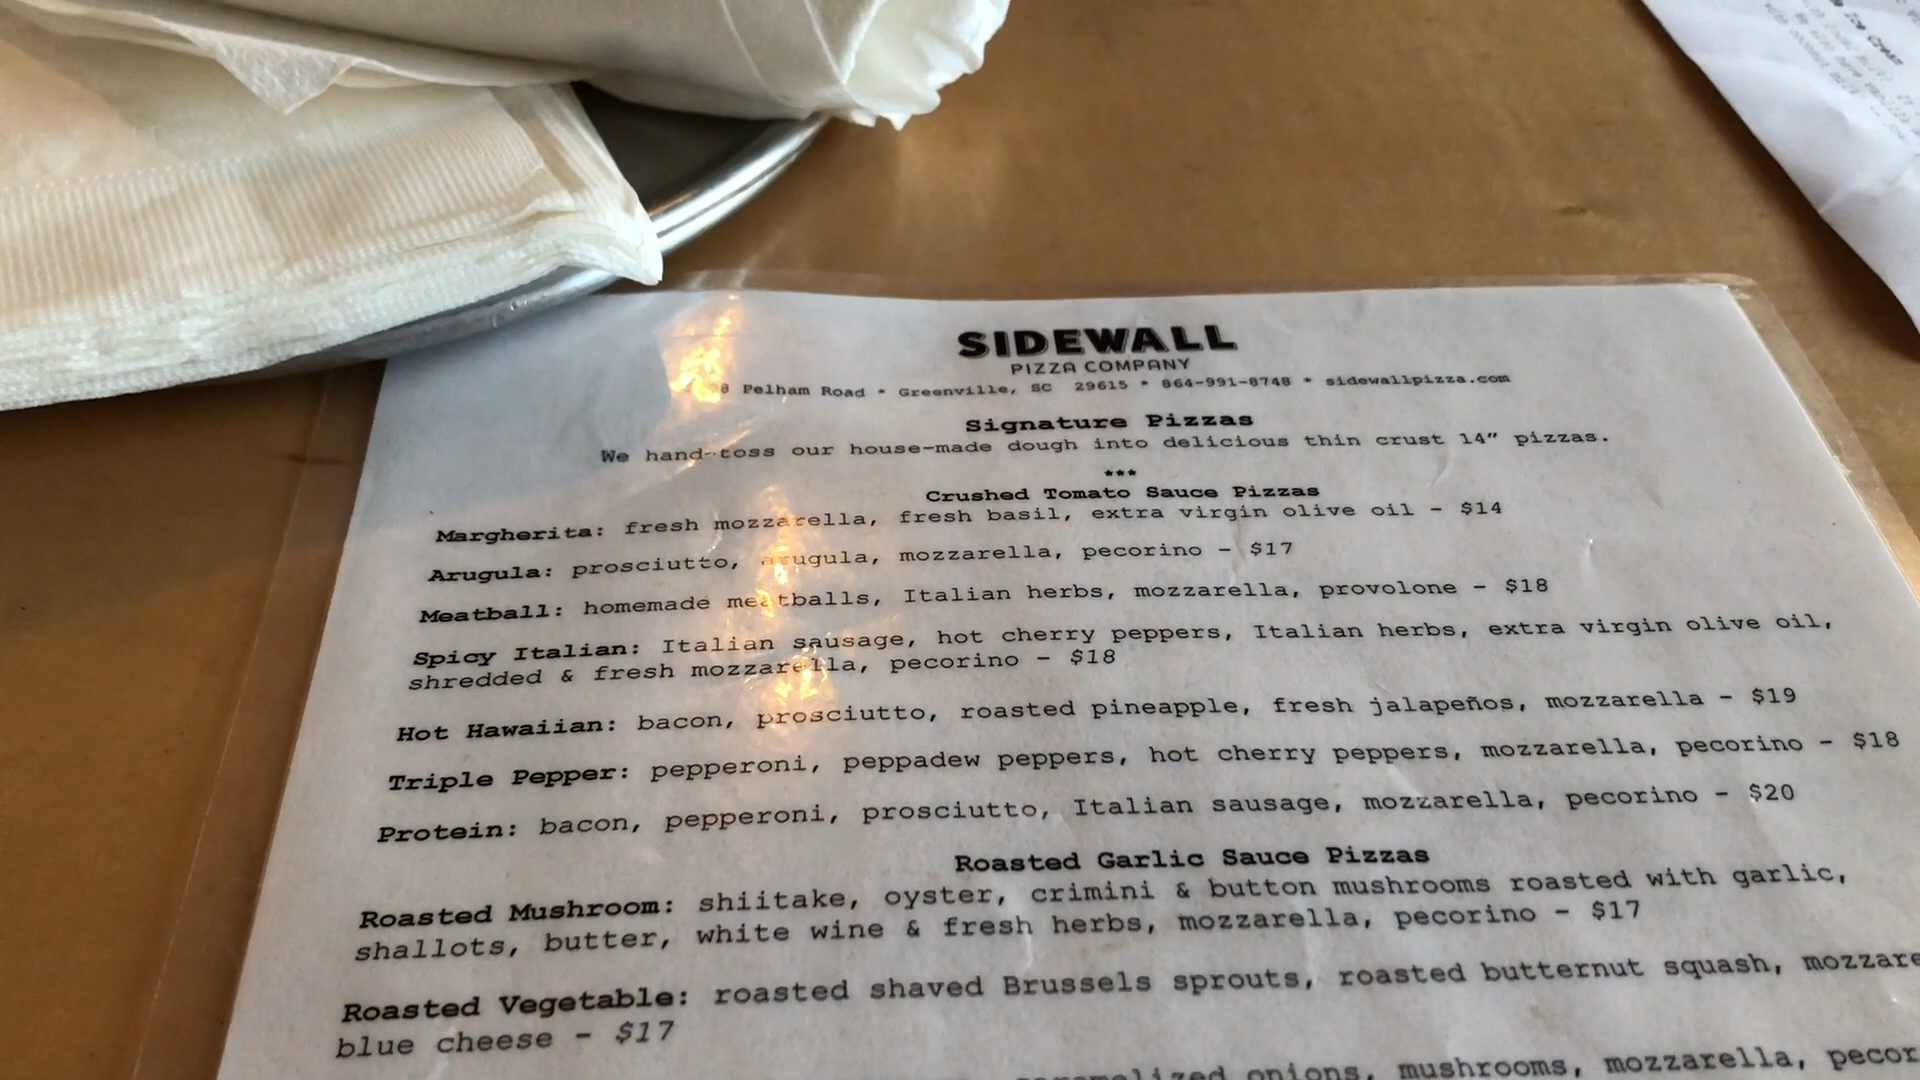 SIDEWALL
PIZZA COMPANY
Pelham Road * Greenville, SC 29615 * 864-991-8748 * sidewallpizza.com
Signature Pizzas
We hand-toss our house-made dough into delicious thin crust 14" pizzas.
***
Crushed Tomato Sauce Pizzas
Margherita: fresh mozzarella, fresh basil, extra virgin olive oil - $14
Arugula: prosciutto, arugula, mozzarella, pecorino - $17
Meatball: homemade meatballs, Italian herbs, mozzarella, provolone - $18
Spicy Italian: Italian sausage, hot cherry peppers, Italian herbs, extra virgin olive oil,
shredded & fresh mozzarella, pecorino - $18
Hot Hawaiian: bacon, prosciutto, roasted pineapple, fresh jalapeños, mozzarella - $19
Triple Pepper: pepperoni, peppadew peppers, hot cherry peppers, mozzarella, pecorino - $18
Protein: bacon, pepperoni, prosciutto, Italian sausage, mozzarella, pecorino - $20
Roasted Garlic Sauce Pizzas
Roasted Mushroom: shiitake, oyster, crimini & button mushrooms roasted with garlic,
shallots, butter, white wine & fresh herbs, mozzarella, pecorino - $17
Roasted Vegetable: roasted shaved Brussels sprouts, roasted butternut squash, mozzare
blue cheese - $17
onions, mushrooms, mozzarella, pecor
Ice Cream